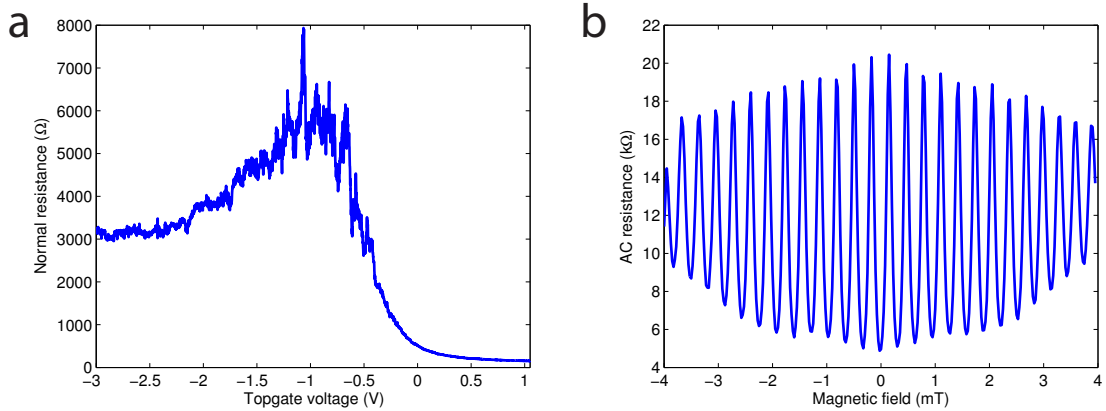 a
8000
7000
6000
5000
4000
3000
2000
1000
0
Normal resistance (Ω)
−3 −2.5 −2 −1.5 −1 −0.5 0 0.5 1
Topgate voltage (V)
b
22
20
18
16
14
12
10
8
6
4
AC resistance (kΩ)
−4 −3 −2 −1 0 1 2 3 4
Magnetic field (mT)